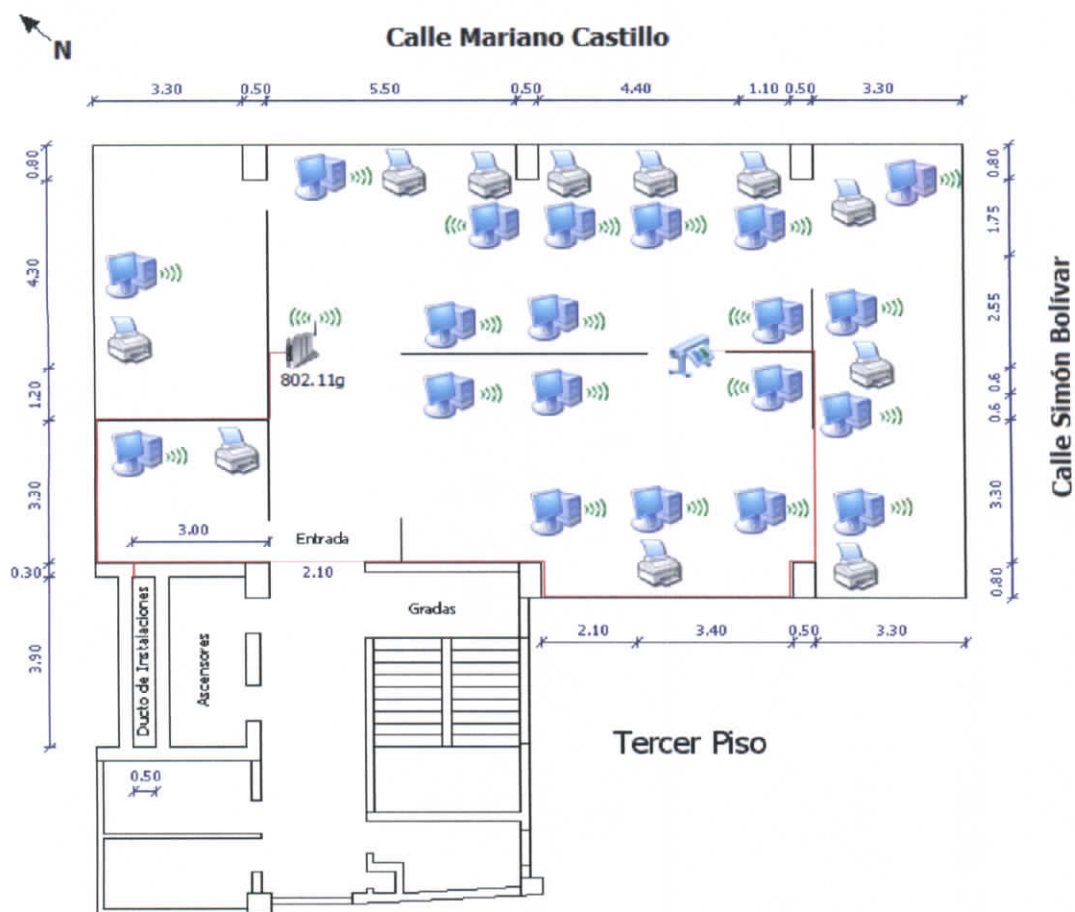 N
Calle Mariano Castillo
3.30 0.50 5.50 0.50 4.40 1.10 0.50 3.30
0.80
4.30
1.20
3.30
0.30
3.90
0.80
1.75
2.55
0.6
0.6
3.30
0.80
Calle Simón Bolívar
802.11g
3.00
Entrada
2.10
Gradas
Ducto de Instalaciones
Ascensores
2.10 3.40 0.50 3.30
Tercer Piso
0.50